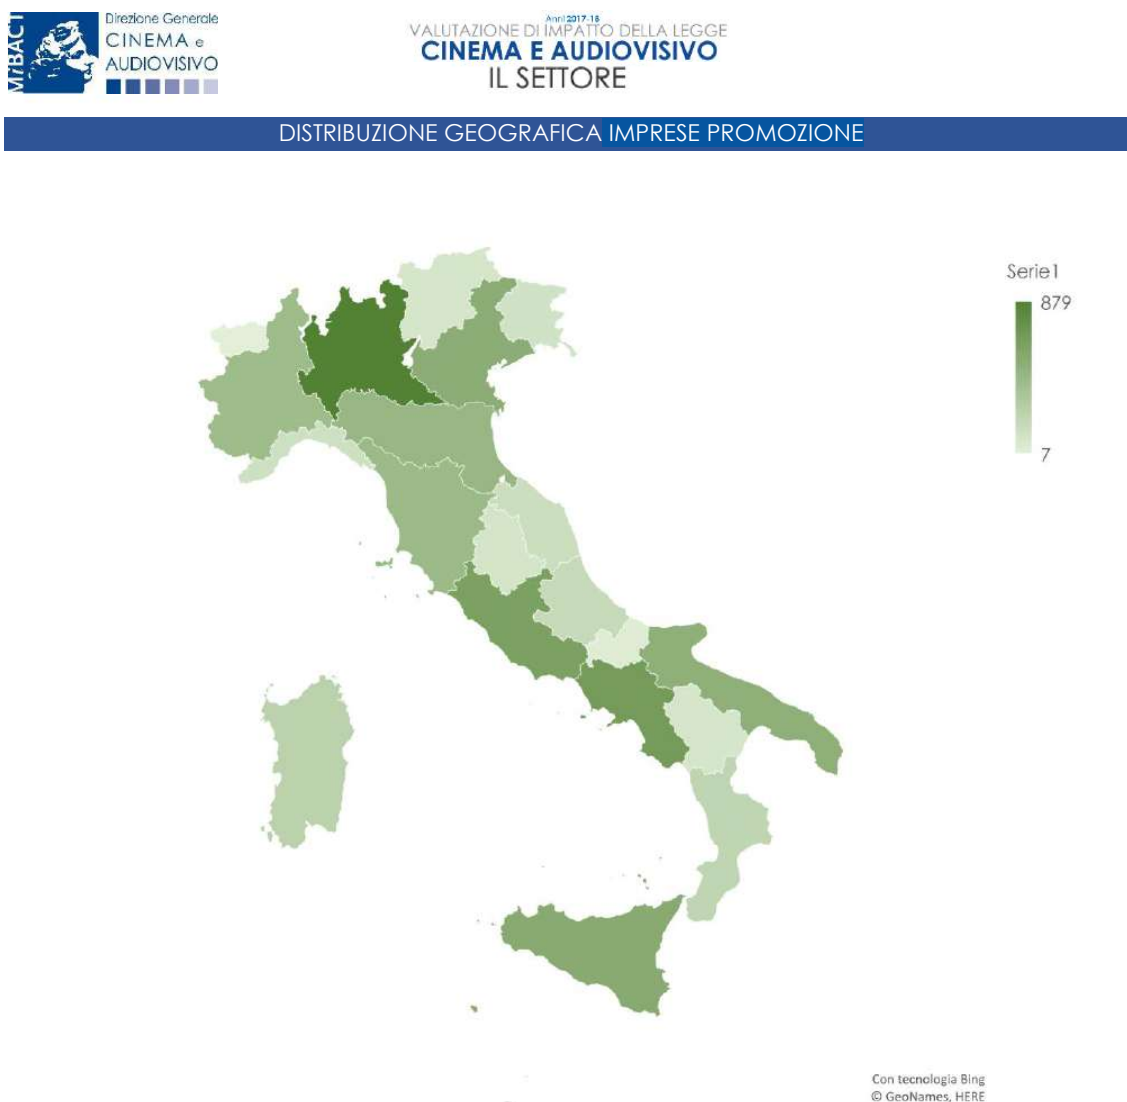 MiBACT
Direzione Generale
CINEMA e
AUDIOVISIVO
Anni 2017-18
VALUTAZIONE DI IMPATTO DELLA LEGGE
CINEMA E AUDIOVISIVO
IL SETTORE
DISTRIBUZIONE GEOGRAFICA IMPRESE PROMOZIONE
Serie1
879
7
Con tecnologia Bing
© GeoNames, HERE